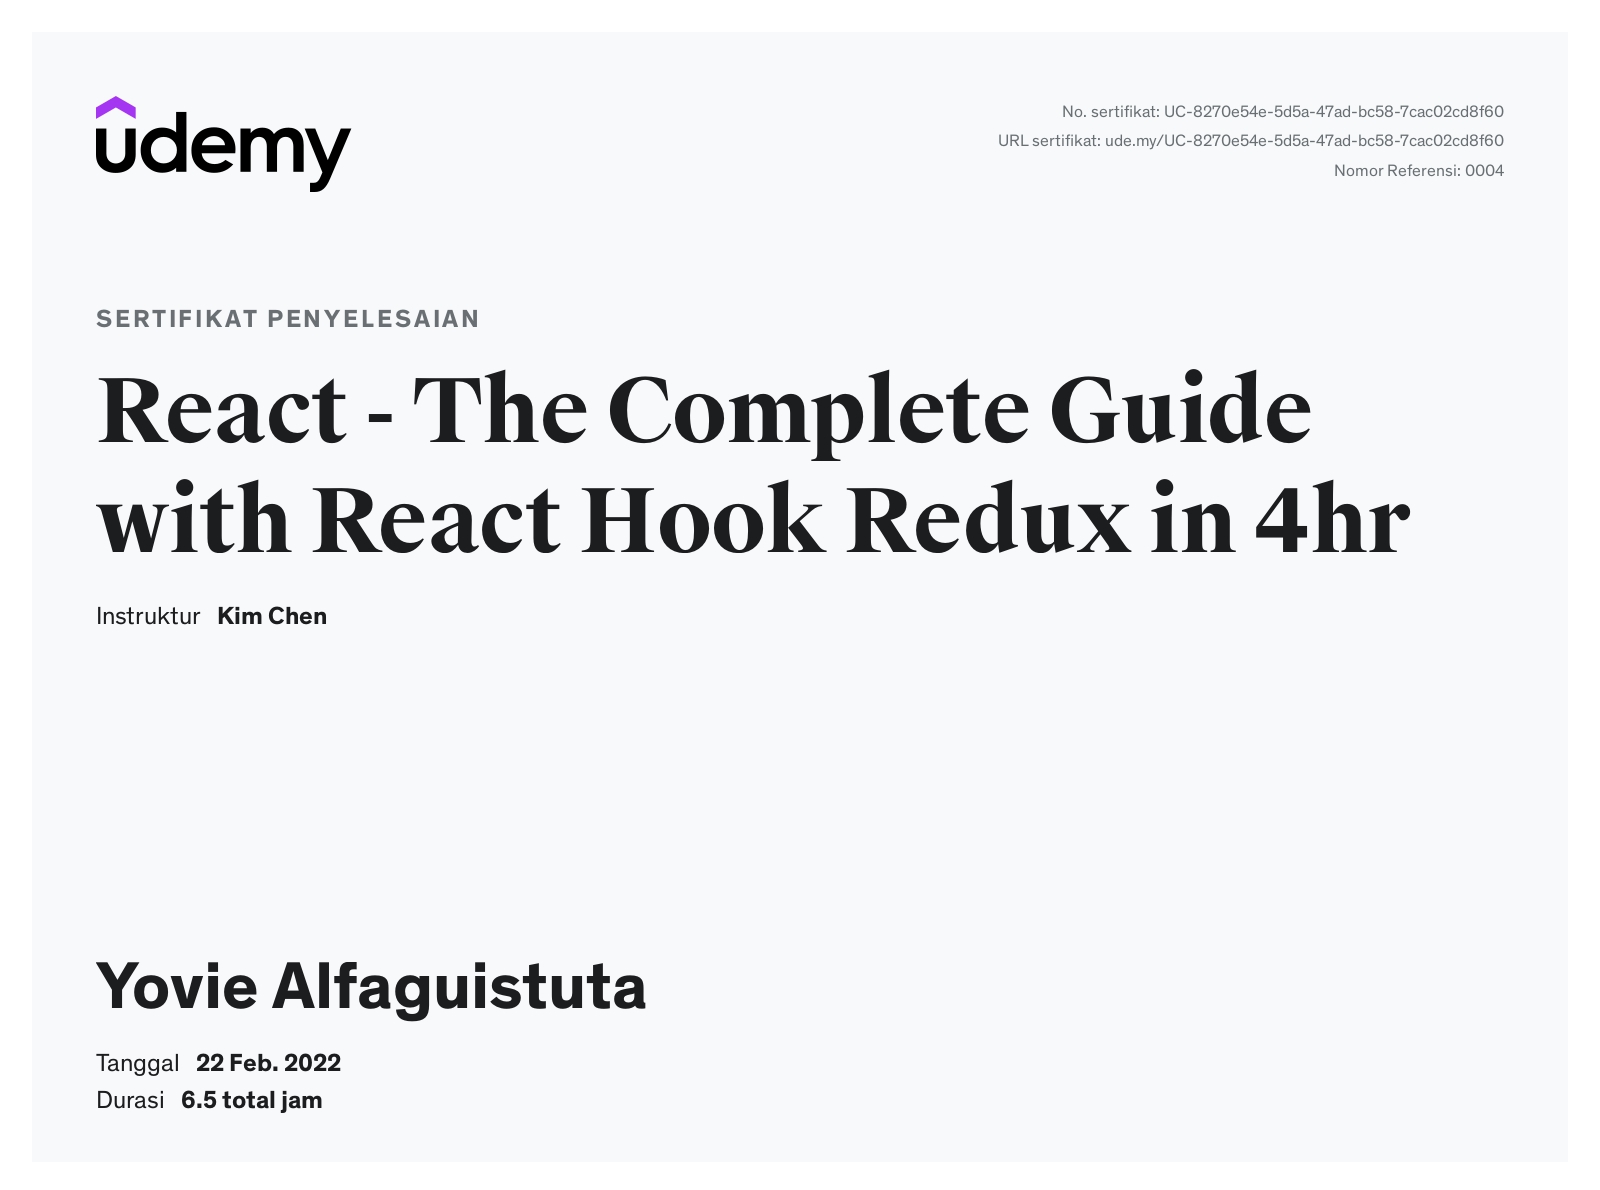 udemy
No. sertifikat: UC-8270e54e-5d5a-47ad-bc58-7cac02cd8f60
URL sertifikat: ude.my/UC-8270e54e-5d5a-47ad-bc58-7cac02cd8f60
Nomor Referensi: 0004
SERTIFIKAT PENYELESAIAN
React - The Complete Guide
with React Hook Redux in 4hr
Instruktur Kim Chen
Yovie Alfaguistuta
Tanggal 22 Feb. 2022
Durasi 6.5 total jam